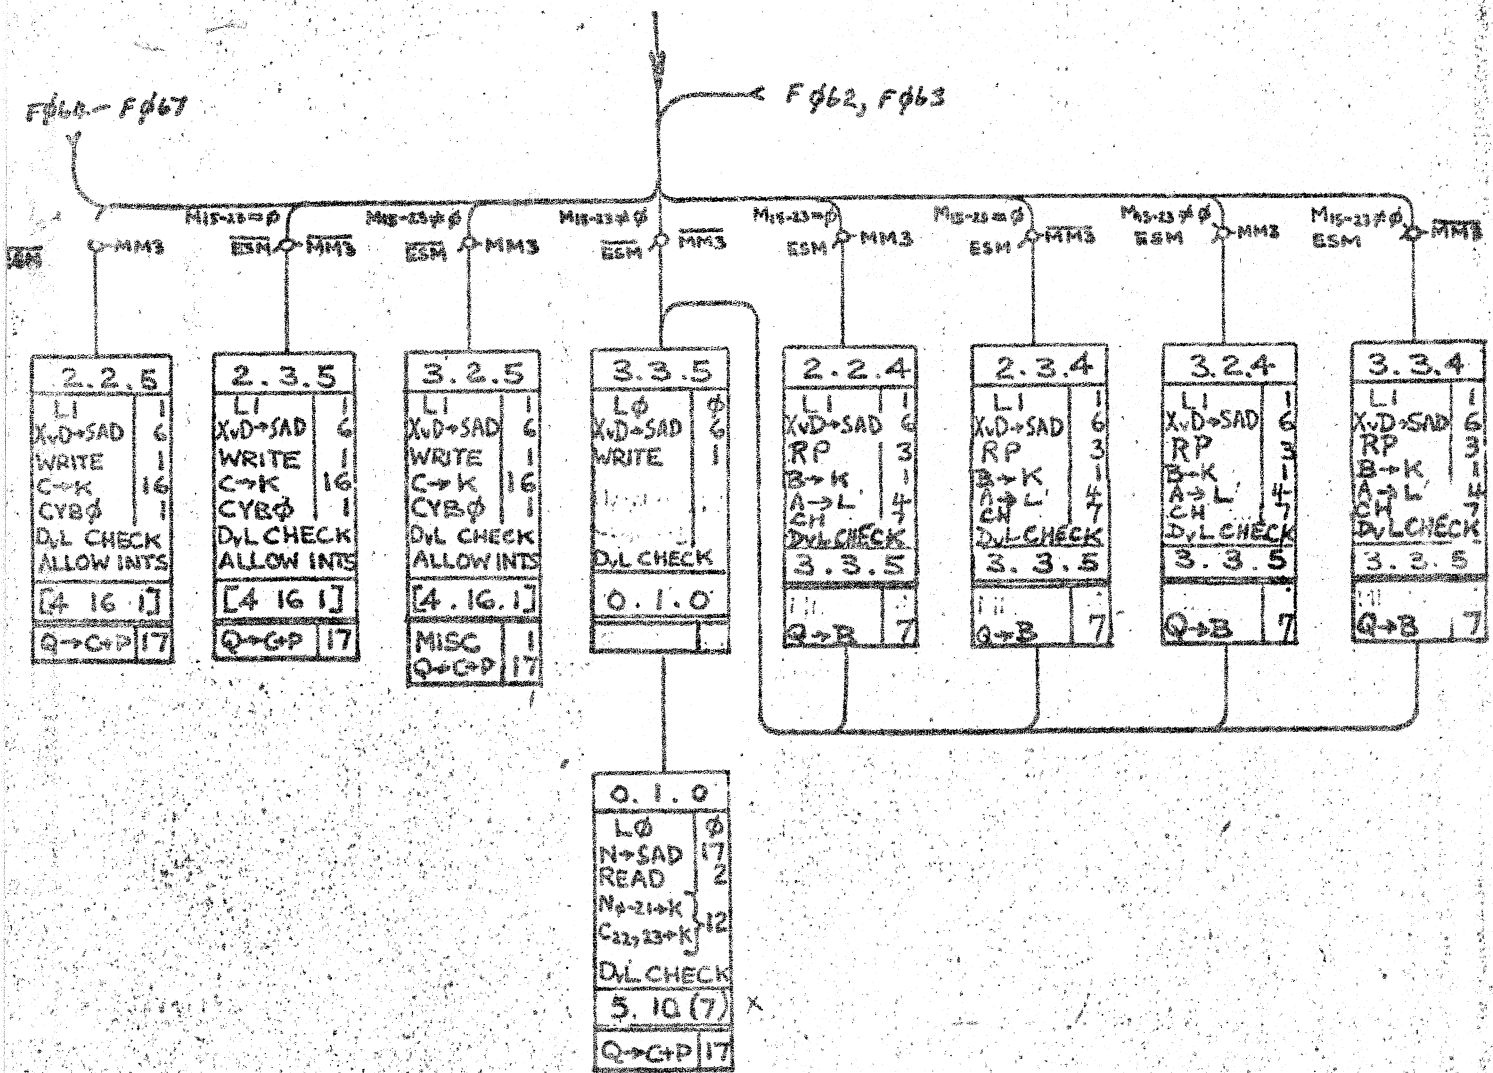 FØ62, FØ63
M15-23=Ø
M15-23≠Ø
M15-23≠Ø
M15-23=Ø
M15-23=Ø
M15-23≠Ø
M15-23≠Ø
MM3
ESM MM3
ESM MM3
ESM MM3
ESM MM3
ESM MM3
ESM MM3
ESM MM3
2.2.5
L1 1
XvD→SAD 6
WRITE 1
C→K 16
CYBØ 1
DvL CHECK
ALLOW INTS
[4 16 1]
Q→C+P 17
2.3.5
L1 1
XvD→SAD 6
WRITE 1
C→K 16
CYBØ 1
DvL CHECK
ALLOW INTS
[4 16 1]
Q→C+P 17
3.2.5
L1 1
XvD→SAD 6
WRITE 1
C→K 16
CYBØ 1
DvL CHECK
ALLOW INTS
[4.16.1]
MISC 1
Q→C+P 17
3.3.5
LØ Ø
XvD→SAD 6
WRITE 1
DvL CHECK
0.1.0
2.2.4
L1 1
XvD→SAD 6
RP 3
B→K 1
A→L 4
CH 7
DvL CHECK
3.3.5
Q→B 7
2.3.4
L1 1
XvD→SAD 6
RP 3
B→K 1
A→L 4
CH 7
DvL CHECK
3.3.5
Q→B 7
3.2.4
L1 1
XvD→SAD 6
RP 3
B→K 1
A→L 4
CH 7
DvL CHECK
3.3.5
Q→B 7
3.3.4
L1 1
XvD→SAD 6
RP 3
B→K 1
A→L 4
CH 7
DvL CHECK
3.3.5
Q→B 7
0.1.0
LØ Ø
N→SAD 17
READ 2
NØ-21→K
C22,23→K } 12
DvL CHECK
5. 10 (7) X
Q→C+P 17